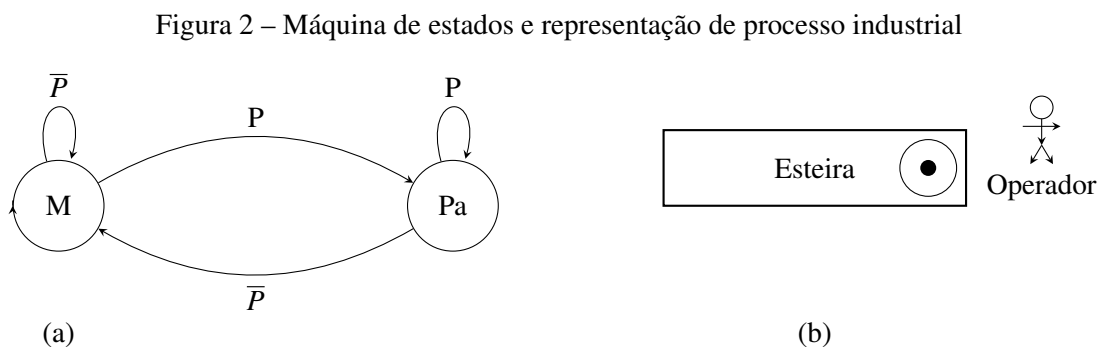 Figura 2 – Máquina de estados e representação de processo industrial
P̅
P
P
M
Pa
P̅
Esteira
Operador
(a)
(b)